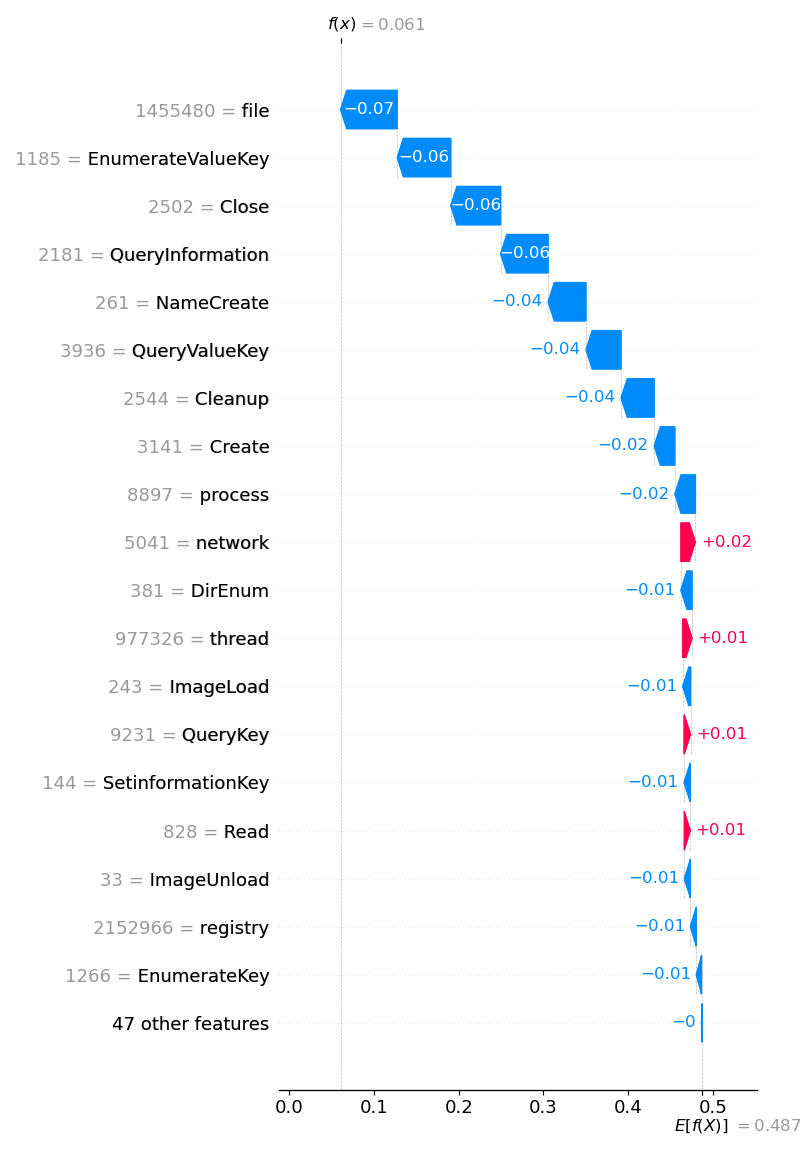 f(x) = 0.061
1455480 = file −0.07
1185 = EnumerateValueKey −0.06
2502 = Close −0.06
2181 = QueryInformation −0.06
261 = NameCreate −0.04
3936 = QueryValueKey −0.04
2544 = Cleanup −0.04
3141 = Create −0.02
8897 = process −0.02
5041 = network +0.02
381 = DirEnum −0.01
977326 = thread +0.01
243 = ImageLoad −0.01
9231 = QueryKey +0.01
144 = SetinformationKey −0.01
828 = Read +0.01
33 = ImageUnload −0.01
2152966 = registry −0.01
1266 = EnumerateKey −0.01
47 other features −0
0.0 0.1 0.2 0.3 0.4 0.5
E[f(X)] = 0.487